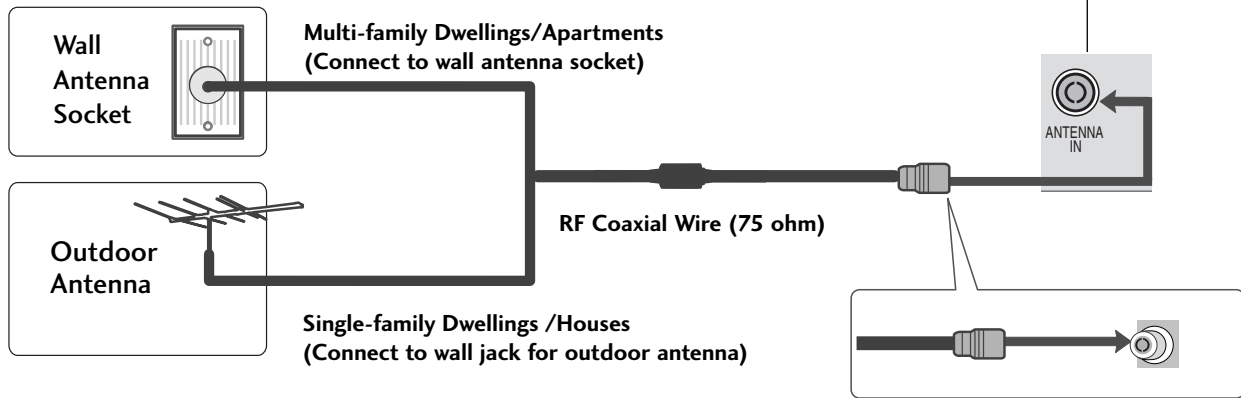 Wall
Antenna
Socket
Multi-family Dwellings/Apartments
(Connect to wall antenna socket)
ANTENNA
IN
RF Coaxial Wire (75 ohm)
Outdoor
Antenna
Single-family Dwellings /Houses
(Connect to wall jack for outdoor antenna)